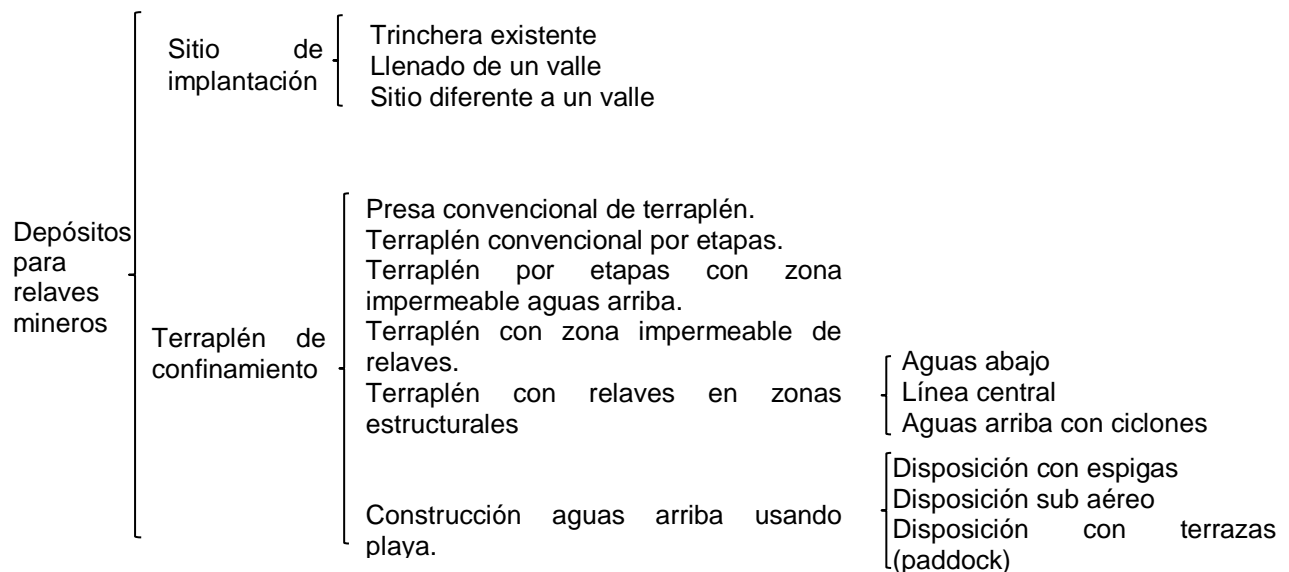 Depósitos
para
relaves
mineros
Sitio de
implantación
Trinchera existente
Llenado de un valle
Sitio diferente a un valle
Terraplén de
confinamiento
Presa convencional de terraplén.
Terraplén convencional por etapas.
Terraplén por etapas con zona
impermeable aguas arriba.
Terraplén con zona impermeable de
relaves.
Terraplén con relaves en zonas
estructurales
Aguas abajo
Línea central
Aguas arriba con ciclones
Construcción aguas arriba usando
playa.
Disposición con espigas
Disposición sub aéreo
Disposición con terrazas
(paddock)